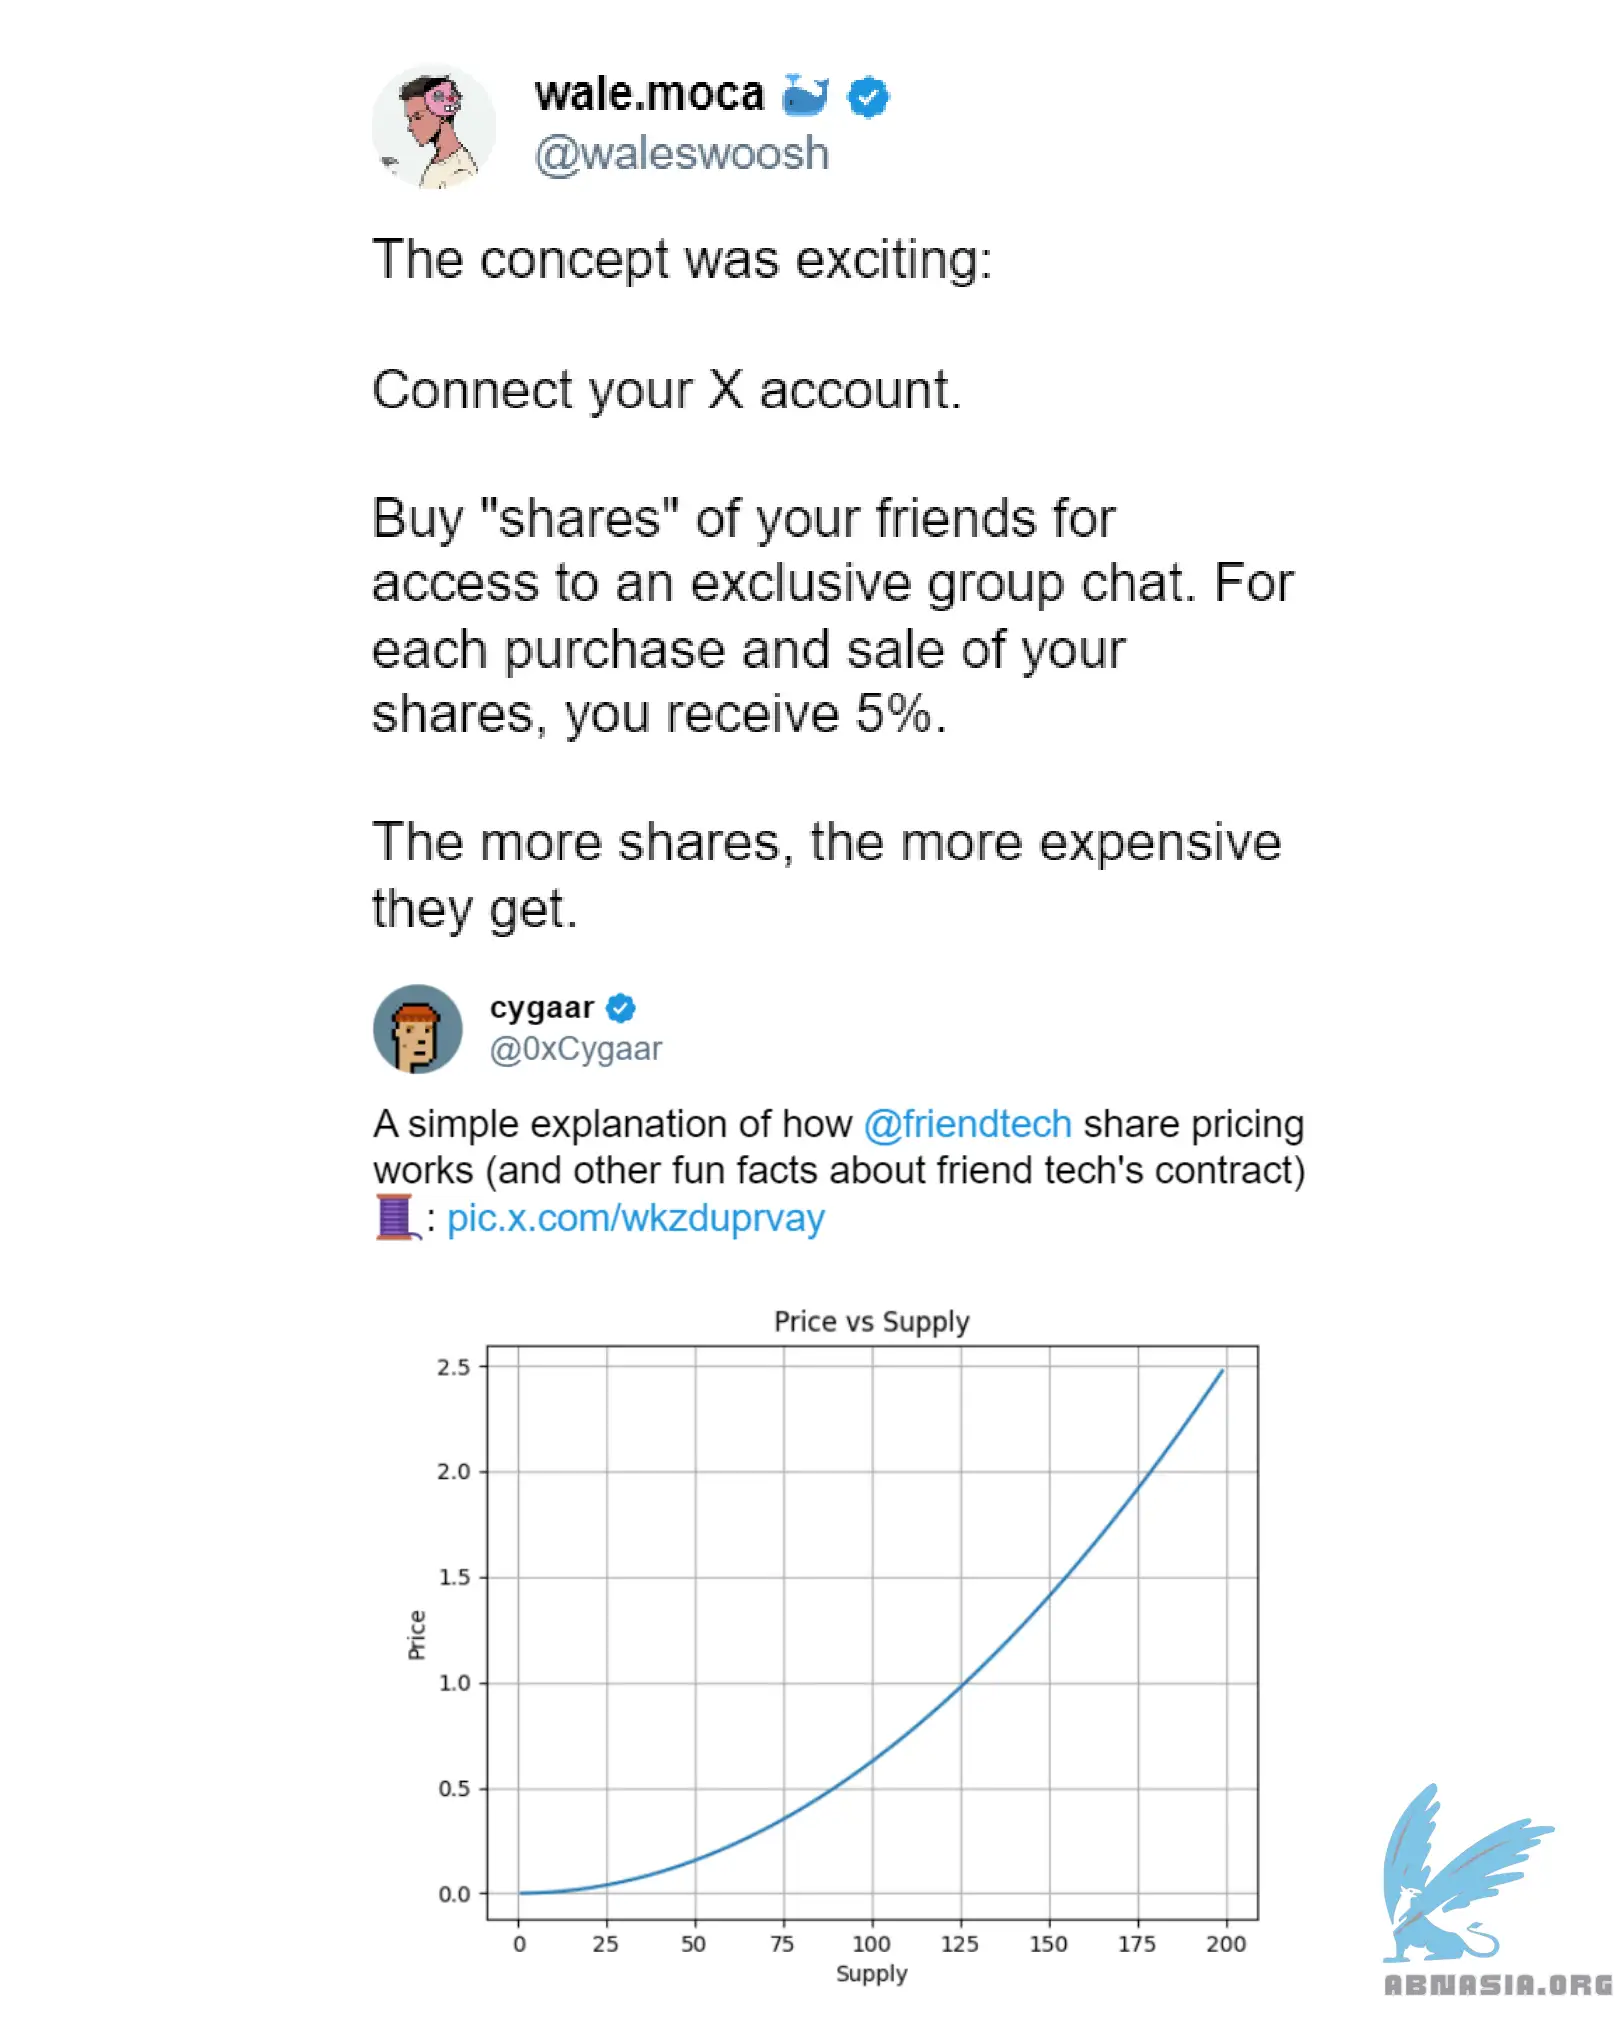 wale.moca 🐳
@waleswoosh
The concept was exciting:
Connect your X account.
Buy "shares" of your friends for
access to an exclusive group chat. For
each purchase and sale of your
shares, you receive 5%.
The more shares, the more expensive
they get.
cygaar
@0xCygaar
A simple explanation of how @friendtech share pricing
works (and other fun facts about friend tech's contract)
🧵: pic.x.com/wkzduprvay
Price vs Supply
2.5
2.0
1.5
1.0
0.5
0.0
Price
0 25 50 75 100 125 150 175 200
Supply
ABNASIA.ORG